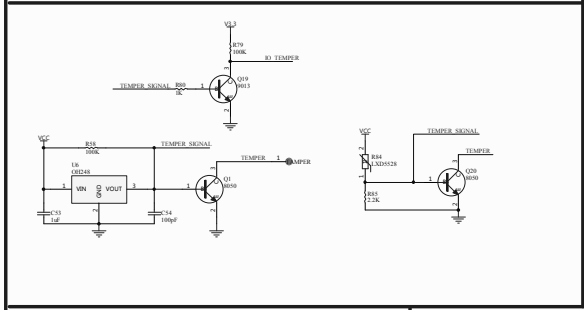 V3.3
R79
100K
IO_TEMPER
3
Q19
9013
TEMPER_SIGNAL
R80
1K
1
2
VCC
R58
100K
TEMPER_SIGNAL
U6
OH248
1
VIN
GND
VOUT
3
2
C53
1uF
C54
100pF
TEMPER
1
3
Q1
8050
1
2
VCC
2
R84
LXD5528
1
R85
2.2K
TEMPER_SIGNAL
TEMPER
3
Q20
8050
1
2